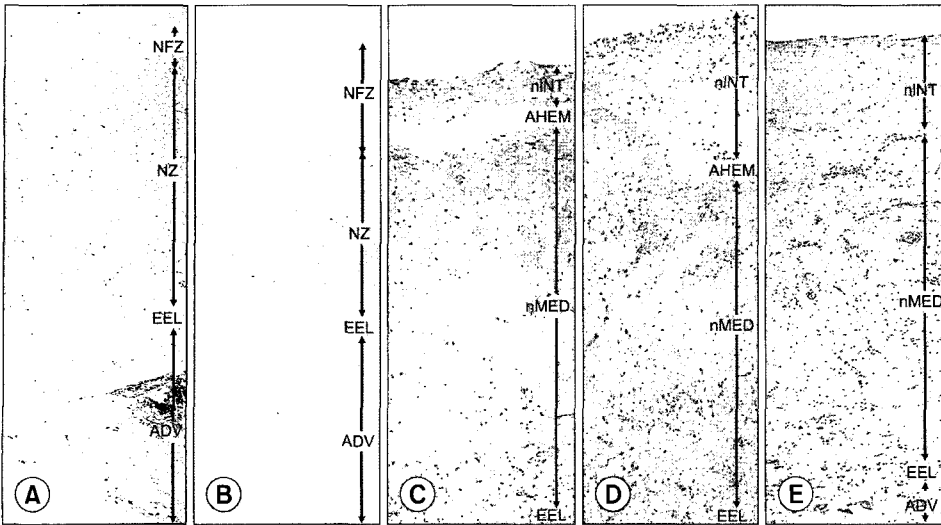 NFZ
NZ
EEL
ADV
A
NFZ
NZ
EEL
ADV
B
nINT
AHEM
nMED
EEL
C
nINT
AHEM
nMED
EEL
D
nINT
nMED
EEL
ADV
E